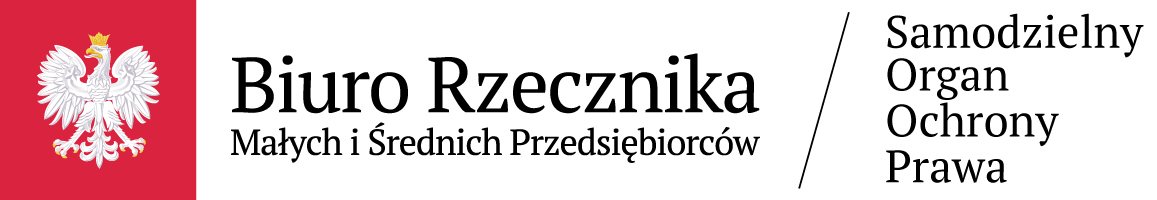 Biuro Rzecznika
Małych i Średnich Przedsiębiorców
Samodzielny
Organ
Ochrony
Prawa